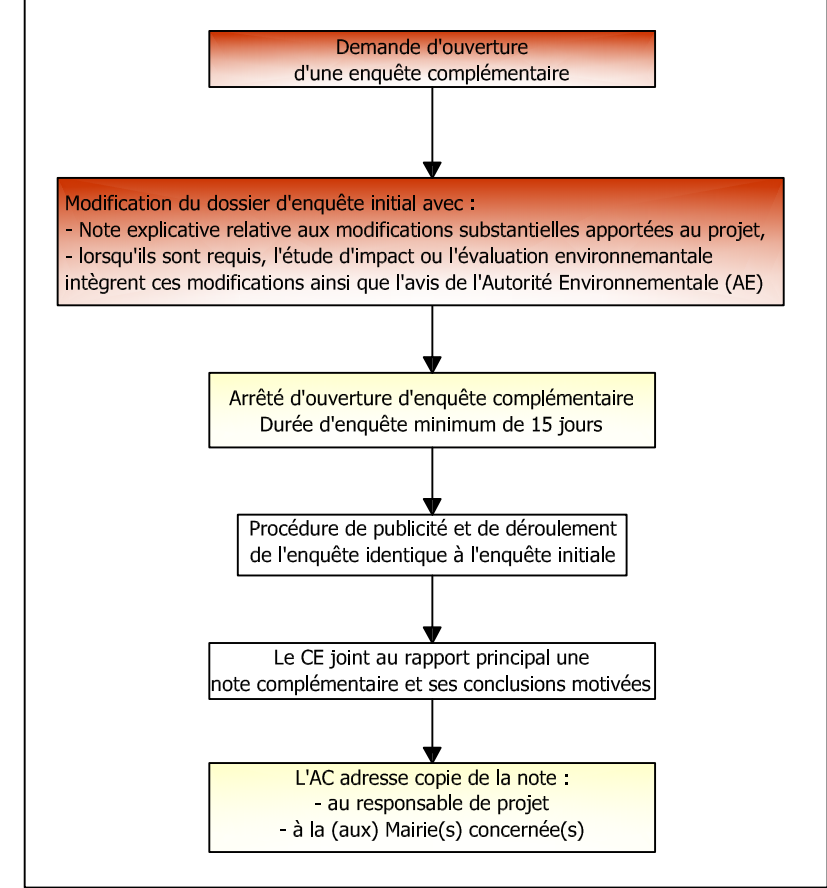 Demande d'ouverture
d'une enquête complémentaire
Modification du dossier d'enquête initial avec :
- Note explicative relative aux modifications substantielles apportées au projet,
- lorsqu'ils sont requis, l'étude d'impact ou l'évaluation environnemantale
intègrent ces modifications ainsi que l'avis de l'Autorité Environnementale (AE)
Arrêté d'ouverture d'enquête complémentaire
Durée d'enquête minimum de 15 jours
Procédure de publicité et de déroulement
de l'enquête identique à l'enquête initiale
Le CE joint au rapport principal une
note complémentaire et ses conclusions motivées
L'AC adresse copie de la note :
- au responsable de projet
- à la (aux) Mairie(s) concernée(s)